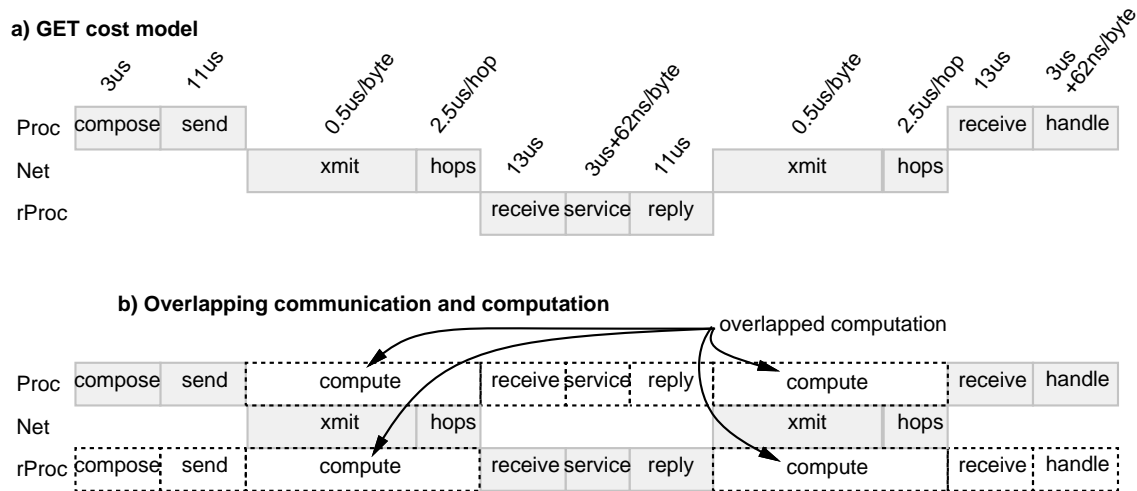 a) GET cost model
3us
11us
0.5us/byte
2.5us/hop
13us
3us+62ns/byte
11us
0.5us/byte
2.5us/hop
13us
3us
+62ns/byte
Proc compose send receive handle
Net xmit hops xmit hops
rProc receive service reply
b) Overlapping communication and computation
overlapped computation
Proc compose send compute receive service reply compute receive handle
Net xmit hops xmit hops
rProc compose send compute receive service reply compute receive handle